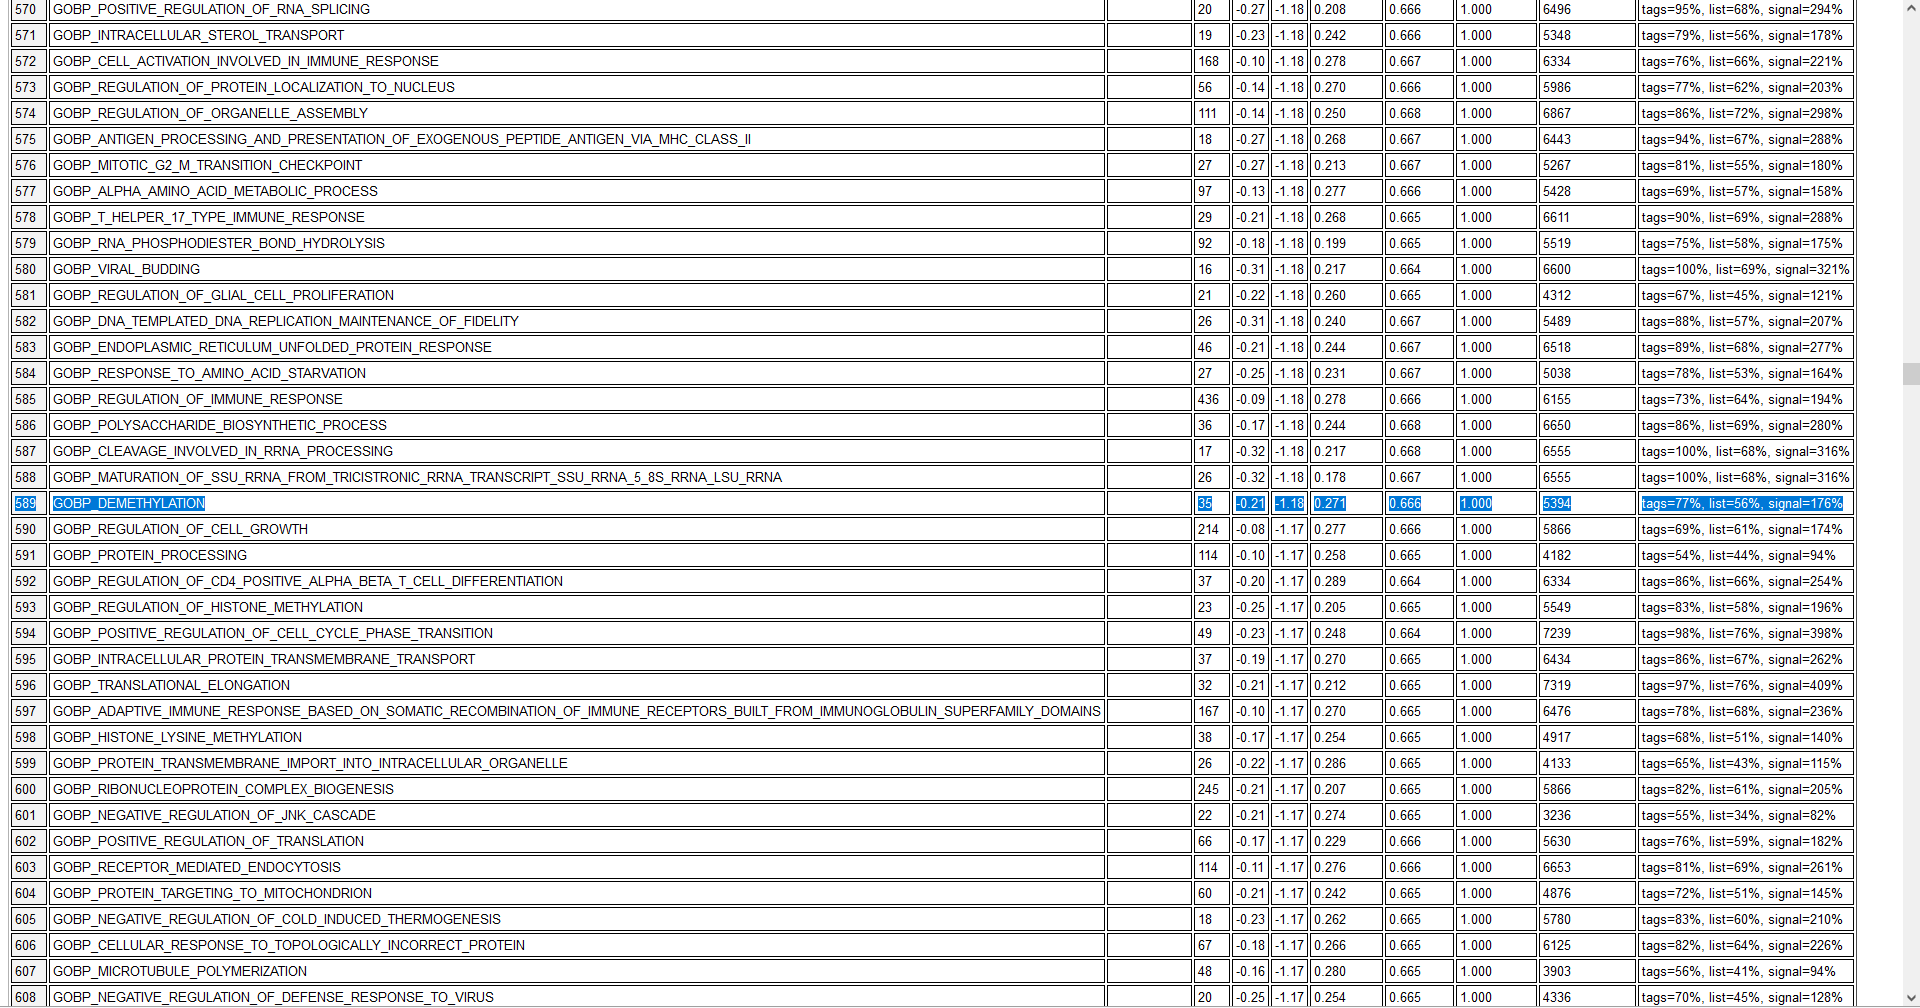 570 GOBP_POSITIVE_REGULATION_OF_RNA_SPLICING 20 -0.27 -1.18 0.208 0.666 1.000 6496 tags=95%, list=68%, signal=294%
571 GOBP_INTRACELLULAR_STEROL_TRANSPORT 19 -0.23 -1.18 0.242 0.666 1.000 5348 tags=79%, list=56%, signal=178%
572 GOBP_CELL_ACTIVATION_INVOLVED_IN_IMMUNE_RESPONSE 168 -0.10 -1.18 0.278 0.667 1.000 6334 tags=76%, list=66%, signal=221%
573 GOBP_REGULATION_OF_PROTEIN_LOCALIZATION_TO_NUCLEUS 56 -0.14 -1.18 0.270 0.666 1.000 5986 tags=77%, list=62%, signal=203%
574 GOBP_REGULATION_OF_ORGANELLE_ASSEMBLY 111 -0.14 -1.18 0.250 0.668 1.000 6867 tags=86%, list=72%, signal=298%
575 GOBP_ANTIGEN_PROCESSING_AND_PRESENTATION_OF_EXOGENOUS_PEPTIDE_ANTIGEN_VIA_MHC_CLASS_II 18 -0.27 -1.18 0.268 0.667 1.000 6443 tags=94%, list=67%, signal=288%
576 GOBP_MITOTIC_G2_M_TRANSITION_CHECKPOINT 27 -0.27 -1.18 0.213 0.667 1.000 5267 tags=81%, list=55%, signal=180%
577 GOBP_ALPHA_AMINO_ACID_METABOLIC_PROCESS 97 -0.13 -1.18 0.277 0.666 1.000 5428 tags=69%, list=57%, signal=158%
578 GOBP_T_HELPER_17_TYPE_IMMUNE_RESPONSE 29 -0.21 -1.18 0.268 0.665 1.000 6611 tags=90%, list=69%, signal=288%
579 GOBP_RNA_PHOSPHODIESTER_BOND_HYDROLYSIS 92 -0.18 -1.18 0.199 0.665 1.000 5519 tags=75%, list=58%, signal=175%
580 GOBP_VIRAL_BUDDING 16 -0.31 -1.18 0.217 0.664 1.000 6600 tags=100%, list=69%, signal=321%
581 GOBP_REGULATION_OF_GLIAL_CELL_PROLIFERATION 21 -0.22 -1.18 0.260 0.665 1.000 4312 tags=67%, list=45%, signal=121%
582 GOBP_DNA_TEMPLATED_DNA_REPLICATION_MAINTENANCE_OF_FIDELITY 26 -0.31 -1.18 0.240 0.667 1.000 5489 tags=88%, list=57%, signal=207%
583 GOBP_ENDOPLASMIC_RETICULUM_UNFOLDED_PROTEIN_RESPONSE 46 -0.21 -1.18 0.244 0.667 1.000 6518 tags=89%, list=68%, signal=277%
584 GOBP_RESPONSE_TO_AMINO_ACID_STARVATION 27 -0.25 -1.18 0.231 0.667 1.000 5038 tags=78%, list=53%, signal=164%
585 GOBP_REGULATION_OF_IMMUNE_RESPONSE 436 -0.09 -1.18 0.278 0.666 1.000 6155 tags=73%, list=64%, signal=194%
586 GOBP_POLYSACCHARIDE_BIOSYNTHETIC_PROCESS 36 -0.17 -1.18 0.244 0.668 1.000 6650 tags=86%, list=69%, signal=280%
587 GOBP_CLEAVAGE_INVOLVED_IN_RRNA_PROCESSING 17 -0.32 -1.18 0.217 0.668 1.000 6555 tags=100%, list=68%, signal=316%
588 GOBP_MATURATION_OF_SSU_RRNA_FROM_TRICISTRONIC_RRNA_TRANSCRIPT_SSU_RRNA_5_8S_RRNA_LSU_RRNA 26 -0.32 -1.18 0.178 0.667 1.000 6555 tags=100%, list=68%, signal=316%
589 GOBP_DEMETHYLATION 35 -0.21 -1.18 0.271 0.666 1.000 5394 tags=77%, list=56%, signal=176%
590 GOBP_REGULATION_OF_CELL_GROWTH 214 -0.08 -1.17 0.277 0.666 1.000 5866 tags=69%, list=61%, signal=174%
591 GOBP_PROTEIN_PROCESSING 114 -0.10 -1.17 0.258 0.665 1.000 4182 tags=54%, list=44%, signal=94%
592 GOBP_REGULATION_OF_CD4_POSITIVE_ALPHA_BETA_T_CELL_DIFFERENTIATION 37 -0.20 -1.17 0.289 0.664 1.000 6334 tags=86%, list=66%, signal=254%
593 GOBP_REGULATION_OF_HISTONE_METHYLATION 23 -0.25 -1.17 0.205 0.665 1.000 5549 tags=83%, list=58%, signal=196%
594 GOBP_POSITIVE_REGULATION_OF_CELL_CYCLE_PHASE_TRANSITION 49 -0.23 -1.17 0.248 0.664 1.000 7239 tags=98%, list=76%, signal=398%
595 GOBP_INTRACELLULAR_PROTEIN_TRANSMEMBRANE_TRANSPORT 37 -0.19 -1.17 0.270 0.665 1.000 6434 tags=86%, list=67%, signal=262%
596 GOBP_TRANSLATIONAL_ELONGATION 32 -0.21 -1.17 0.212 0.665 1.000 7319 tags=97%, list=76%, signal=409%
597 GOBP_ADAPTIVE_IMMUNE_RESPONSE_BASED_ON_SOMATIC_RECOMBINATION_OF_IMMUNE_RECEPTORS_BUILT_FROM_IMMUNOGLOBULIN_SUPERFAMILY_DOMAINS 167 -0.10 -1.17 0.270 0.665 1.000 6476 tags=78%, list=68%, signal=236%
598 GOBP_HISTONE_LYSINE_METHYLATION 38 -0.17 -1.17 0.254 0.665 1.000 4917 tags=68%, list=51%, signal=140%
599 GOBP_PROTEIN_TRANSMEMBRANE_IMPORT_INTO_INTRACELLULAR_ORGANELLE 26 -0.22 -1.17 0.286 0.665 1.000 4133 tags=65%, list=43%, signal=115%
600 GOBP_RIBONUCLEOPROTEIN_COMPLEX_BIOGENESIS 245 -0.21 -1.17 0.207 0.665 1.000 5866 tags=82%, list=61%, signal=205%
601 GOBP_NEGATIVE_REGULATION_OF_JNK_CASCADE 22 -0.21 -1.17 0.274 0.665 1.000 3236 tags=55%, list=34%, signal=82%
602 GOBP_POSITIVE_REGULATION_OF_TRANSLATION 66 -0.17 -1.17 0.229 0.666 1.000 5630 tags=76%, list=59%, signal=182%
603 GOBP_RECEPTOR_MEDIATED_ENDOCYTOSIS 114 -0.11 -1.17 0.276 0.666 1.000 6653 tags=81%, list=69%, signal=261%
604 GOBP_PROTEIN_TARGETING_TO_MITOCHONDRION 60 -0.21 -1.17 0.242 0.665 1.000 4876 tags=72%, list=51%, signal=145%
605 GOBP_NEGATIVE_REGULATION_OF_COLD_INDUCED_THERMOGENESIS 18 -0.23 -1.17 0.262 0.665 1.000 5780 tags=83%, list=60%, signal=210%
606 GOBP_CELLULAR_RESPONSE_TO_TOPOLOGICALLY_INCORRECT_PROTEIN 67 -0.18 -1.17 0.266 0.665 1.000 6125 tags=82%, list=64%, signal=226%
607 GOBP_MICROTUBULE_POLYMERIZATION 48 -0.16 -1.17 0.280 0.665 1.000 3903 tags=56%, list=41%, signal=94%
608 GOBP_NEGATIVE_REGULATION_OF_DEFENSE_RESPONSE_TO_VIRUS 20 -0.25 -1.17 0.254 0.665 1.000 4336 tags=70%, list=45%, signal=128%